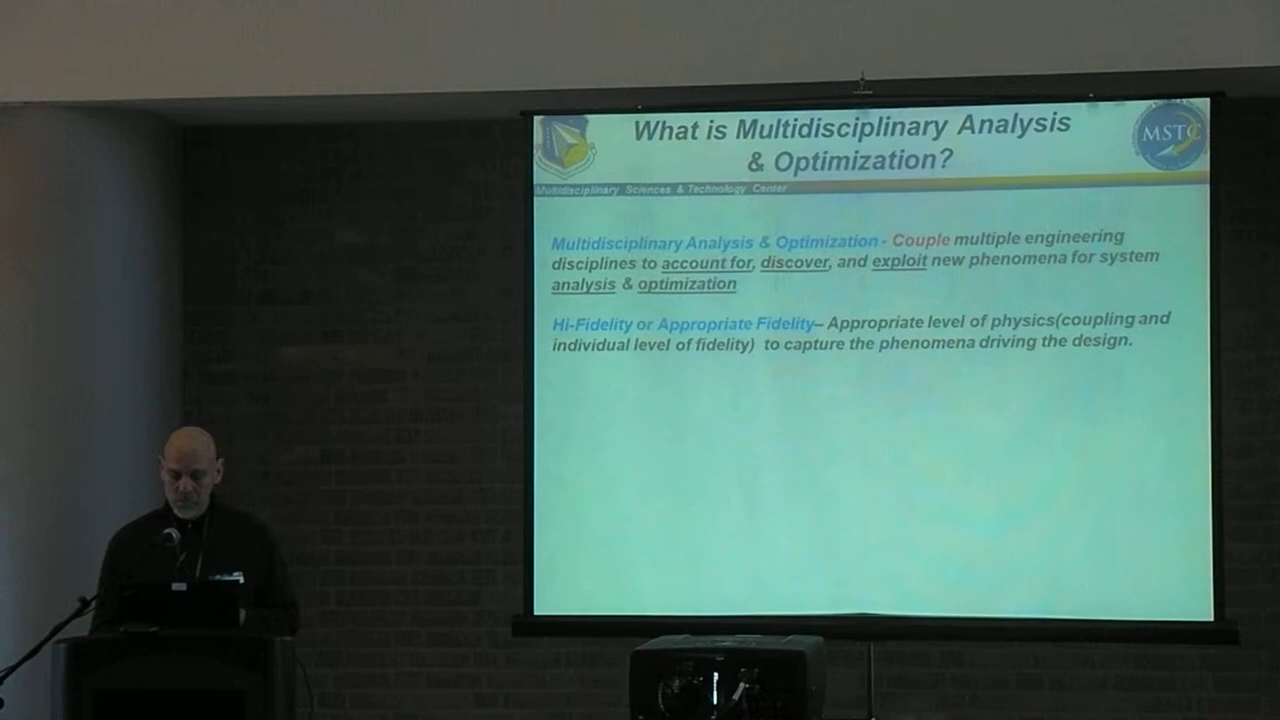 What is Multidisciplinary Analysis
& Optimization?
MSTC
Multidisciplinary Sciences & Technology Center
Multidisciplinary Analysis & Optimization - Couple multiple engineering
disciplines to account for, discover, and exploit new phenomena for system
analysis & optimization
Hi-Fidelity or Appropriate Fidelity– Appropriate level of physics(coupling and
individual level of fidelity) to capture the phenomena driving the design.